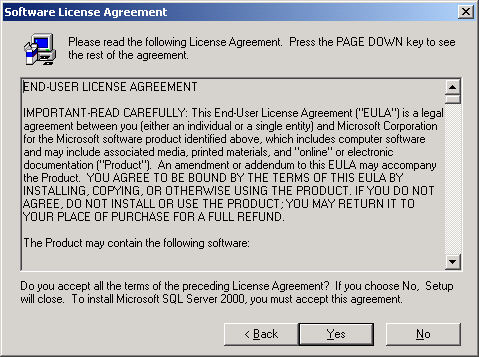 Software License Agreement
Please read the following License Agreement. Press the PAGE DOWN key to see
the rest of the agreement.
END-USER LICENSE AGREEMENT
IMPORTANT-READ CAREFULLY: This End-User License Agreement ("EULA") is a legal
agreement between you (either an individual or a single entity) and Microsoft Corporation
for the Microsoft software product identified above, which includes computer software
and may include associated media, printed materials, and "online" or electronic
documentation ("Product"). An amendment or addendum to this EULA may accompany
the Product. YOU AGREE TO BE BOUND BY THE TERMS OF THIS EULA BY
INSTALLING, COPYING, OR OTHERWISE USING THE PRODUCT. IF YOU DO NOT
AGREE, DO NOT INSTALL OR USE THE PRODUCT; YOU MAY RETURN IT TO
YOUR PLACE OF PURCHASE FOR A FULL REFUND.
The Product may contain the following software:
Do you accept all the terms of the preceding License Agreement? If you choose No, Setup
will close. To install Microsoft SQL Server 2000, you must accept this agreement.
< Back Yes No